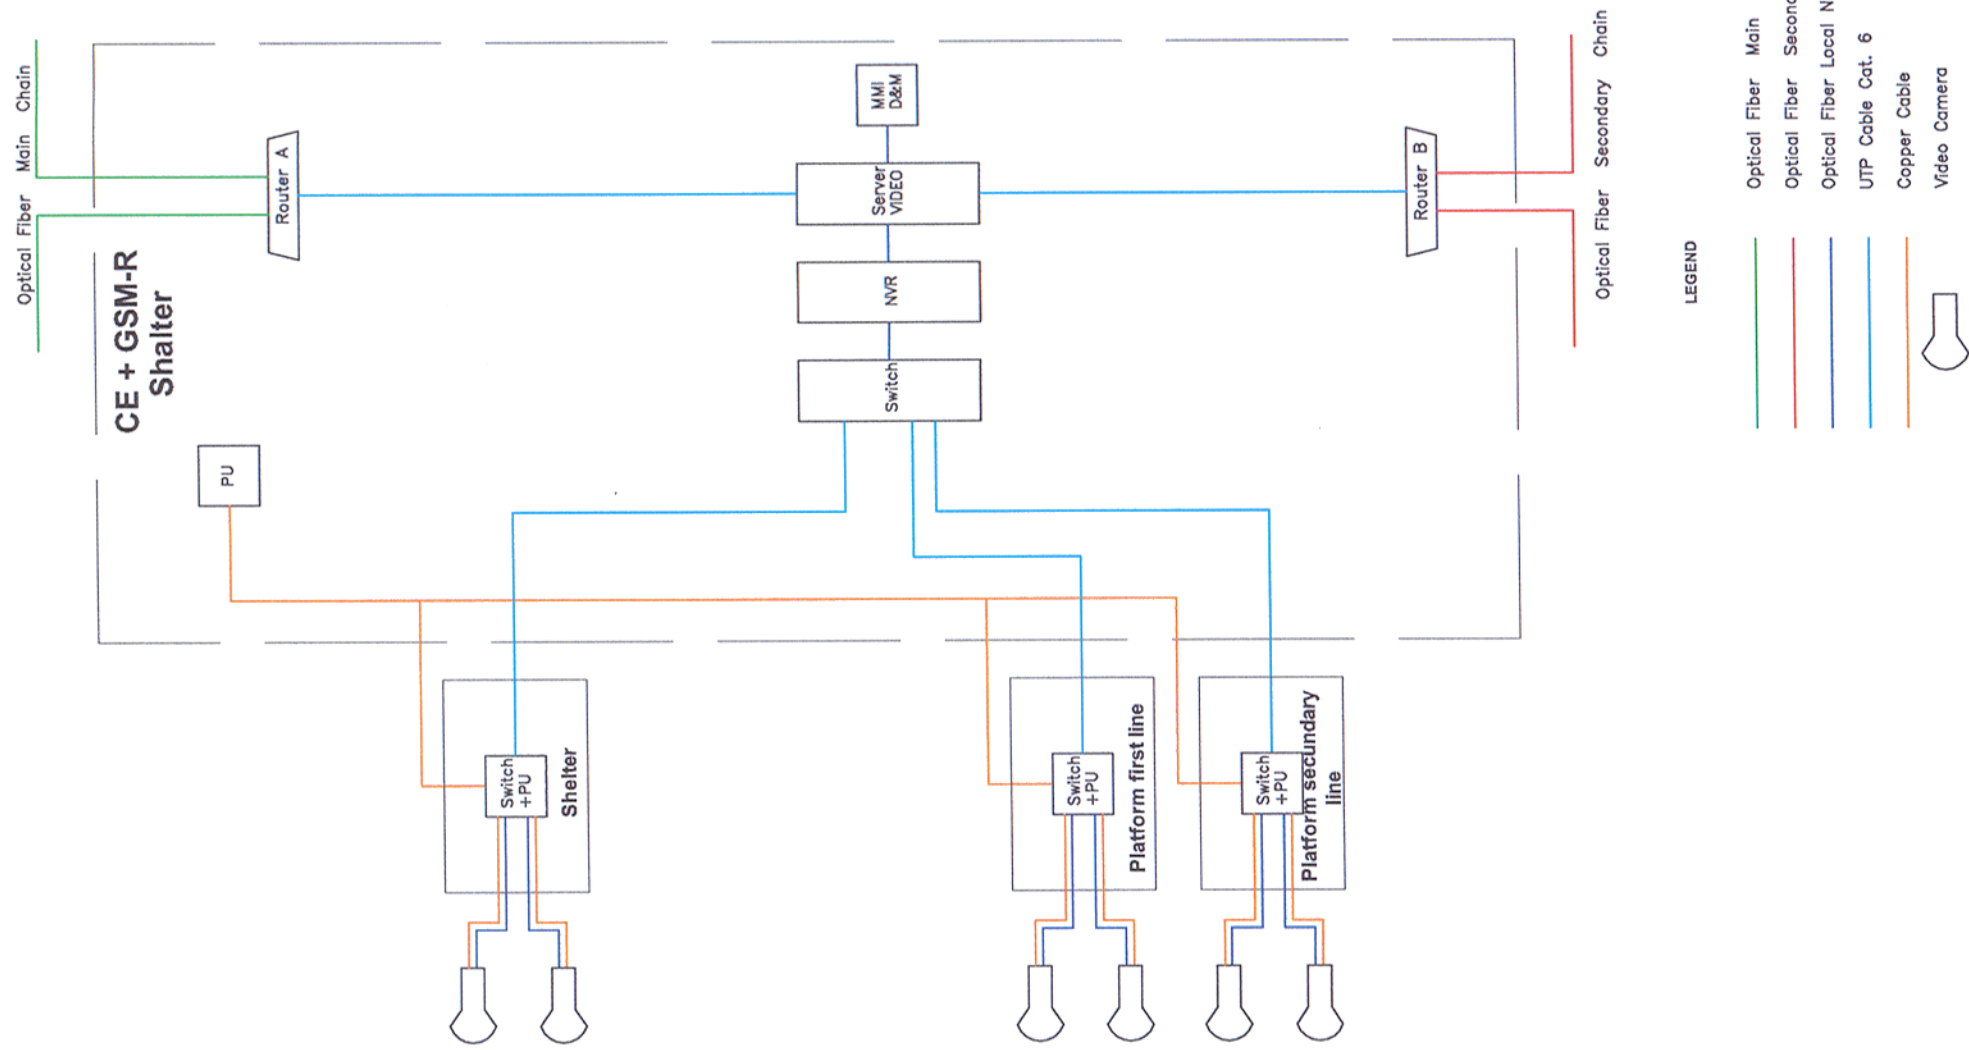 Optical Fiber Main Chain
CE + GSM-R
Shalter
Router A
MMI
D&M
Server
VIDEO
NVR
Switch
Router B
Optical Fiber Secondary Chain
PU
Switch
+PU
Shelter
Switch
+PU
Platform first line
Switch
+PU
Platform secundary
line
LEGEND
Optical Fiber Main
Optical Fiber
Optical Fiber Local
UTP Cable Cat. 6
Copper Cable
Video Camera